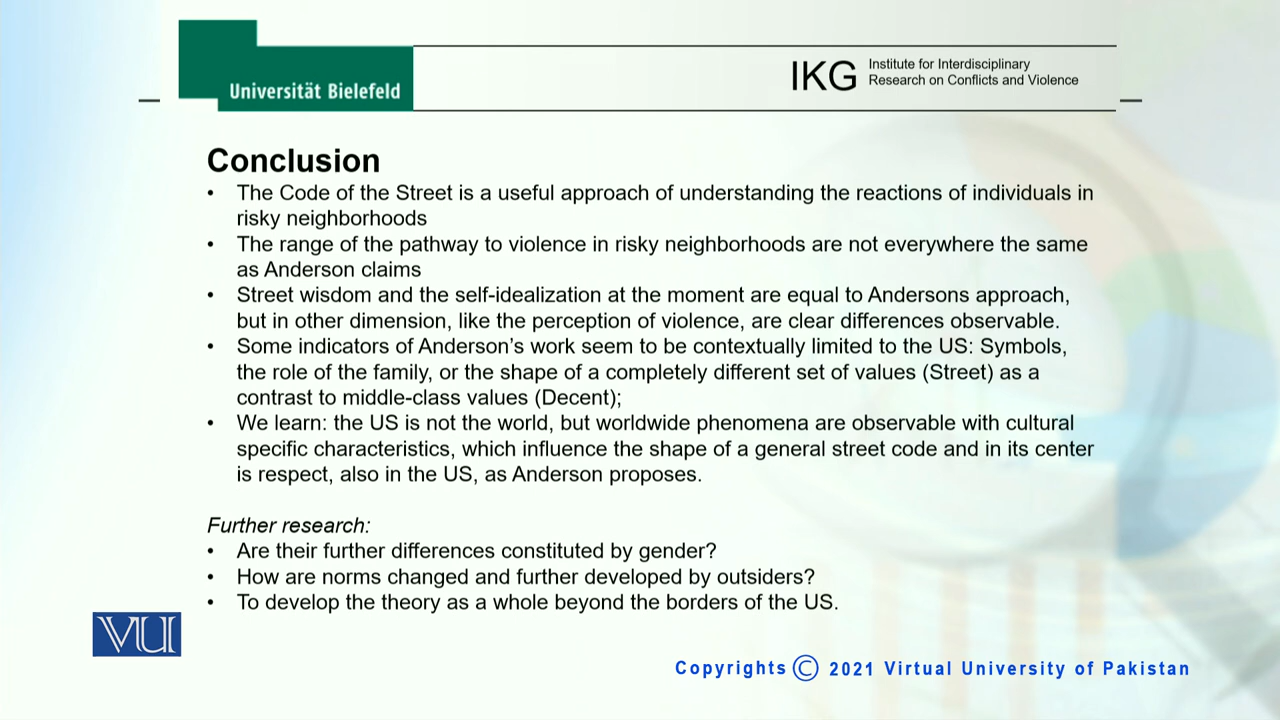 Universität Bielefeld
IKG
Institute for Interdisciplinary
Research on Conflicts and Violence
Conclusion
• The Code of the Street is a useful approach of understanding the reactions of individuals in
risky neighborhoods
• The range of the pathway to violence in risky neighborhoods are not everywhere the same
as Anderson claims
• Street wisdom and the self-idealization at the moment are equal to Andersons approach,
but in other dimension, like the perception of violence, are clear differences observable.
• Some indicators of Anderson’s work seem to be contextually limited to the US: Symbols,
the role of the family, or the shape of a completely different set of values (Street) as a
contrast to middle-class values (Decent);
• We learn: the US is not the world, but worldwide phenomena are observable with cultural
specific characteristics, which influence the shape of a general street code and in its center
is respect, also in the US, as Anderson proposes.
Further research:
• Are their further differences constituted by gender?
• How are norms changed and further developed by outsiders?
• To develop the theory as a whole beyond the borders of the US.
VU
Copyrights © 2021 Virtual University of Pakistan